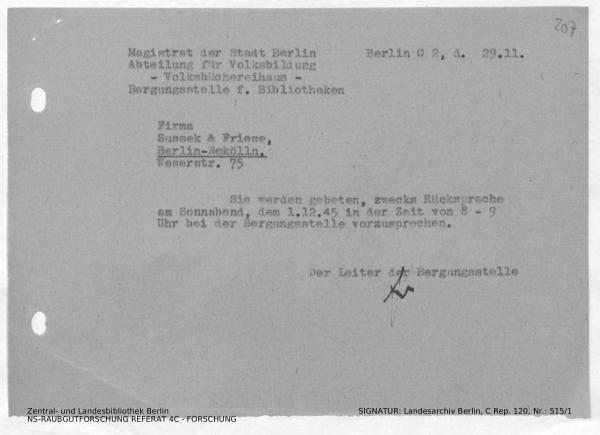 207
Magistrat der Stadt Berlin
Berlin C 2, d. 29.11.
Abteilung für Volksbildung
- Volksbüchereihaus -
Bergungsstelle f. Bibliotheken
Firma
Sussek & Friese,
Berlin-Nekölln,
Weserstr. 75
Sie werden gebeten, zwecks Rücksprache
am Sonnabend, dem 1.12.45 in der Zeit von 8 - 9
Uhr bei der Bergungsstelle vorzusprechen.
Der Leiter der Bergungsstelle
Zentral- und Landesbibliothek Berlin
NS-RAUBGUTFORSCHUNG REFERAT 4C - FORSCHUNG
SIGNATUR: Landesarchiv Berlin, C Rep. 120, Nr.: 515/1